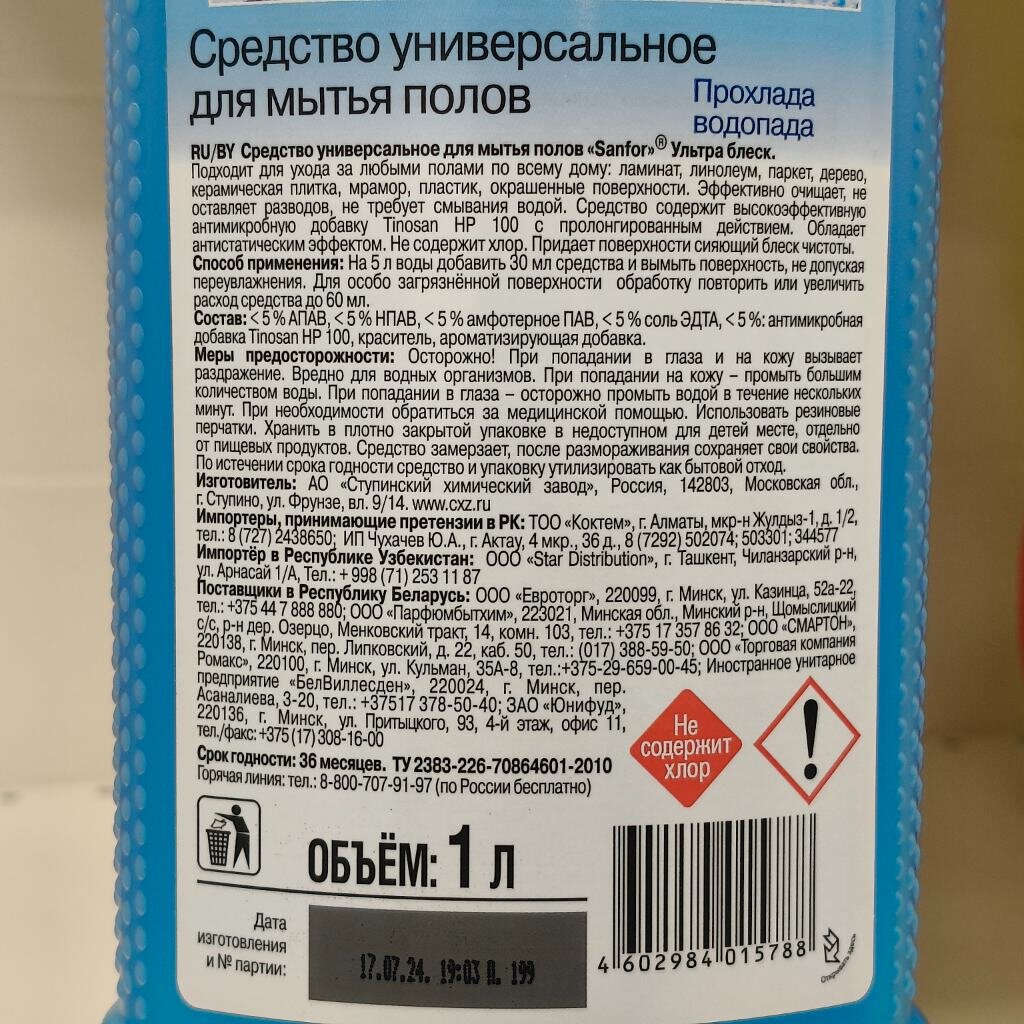 Средство универсальное
для мытья полов
Прохлада
водопада
RU/BY Средство универсальное для мытья полов «Sanfor»® Ультра блеск.
Подходит для ухода за любыми полами по всему дому: ламинат, линолеум, паркет, дерево,
керамическая плитка, мрамор, пластик, окрашенные поверхности. Эффективно очищает, не
оставляет разводов, не требует смывания водой. Средство содержит высокоэффективную
антимикробную добавку Tinosan HP 100 с пролонгированным действием. Обладает
антистатическим эффектом. Не содержит хлор. Придает поверхности сияющий блеск чистоты.
Способ применения: На 5 л воды добавить 30 мл средства и вымыть поверхность, не допуская
переувлажнения. Для особо загрязнённой поверхности обработку повторить или увеличить
расход средства до 60 мл.
Состав: < 5 % АПАВ, < 5 % НПАВ, < 5 % амфотерное ПАВ, < 5 % соль ЭДТА, < 5 %: антимикробная
добавка Tinosan HP 100, краситель, ароматизирующая добавка.
Меры предосторожности: Осторожно! При попадании в глаза и на кожу вызывает
раздражение. Вредно для водных организмов. При попадании на кожу – промыть большим
количеством воды. При попадании в глаза – осторожно промыть водой в течение нескольких
минут. При необходимости обратиться за медицинской помощью. Использовать резиновые
перчатки. Хранить в плотно закрытой упаковке в недоступном для детей месте, отдельно
от пищевых продуктов. Средство замерзает, после размораживания сохраняет свои свойства.
По истечении срока годности средство и упаковку утилизировать как бытовой отход.
Изготовитель: АО «Ступинский химический завод», Россия, 142803, Московская обл.,
г. Ступино, ул. Фрунзе, вл. 9/14. www.cxz.ru
Импортеры, принимающие претензии в РК: ТОО «Коктем», г. Алматы, мкр-н Жулдыз-1, д. 1/2,
тел.: 8 (727) 2438650; ИП Чухачев Ю.А., г. Актау, 4 мкр., 36 д., 8 (7292) 502074; 503301; 344577
Импортёр в Республике Узбекистан: ООО «Star Distribution», г. Ташкент, Чиланзарский р-н,
ул. Арнасай 1/А, Тел.: + 998 (71) 253 11 87
Поставщики в Республику Беларусь: ООО «Евроторг», 220099, г. Минск, ул. Казинца, 52а-22,
тел.: +375 44 7 888 880; ООО «Парфюмбытхим», 223021, Минская обл., Минский р-н, Щомыслицкий
с/с, р-н дер. Озерцо, Менковский тракт, 14, комн. 103, тел.: +375 17 357 86 32; ООО «СМАРТОН»,
220138, г. Минск, пер. Липковский, д. 22, каб. 50, тел.: (017) 388-59-50; ООО «Торговая компания
Ромакс», 220100, г. Минск, ул. Кульман, 35А-8, тел.:+375-29-659-00-45; Иностранное унитарное
предприятие «БелВиллесден», 220024, г. Минск, пер.
Асаналиева, 3-20, тел.: +37517 378-50-40; ЗАО «Юнифуд»,
220136, г. Минск, ул. Притыцкого, 93, 4-й этаж, офис 11,
тел./факс: +375 (17) 308-16-00
Срок годности: 36 месяцев. ТУ 2383-226-70864601-2010
Горячая линия: тел.: 8-800-707-91-97 (по России бесплатно)
Не
содержит
хлор
ОБЪЁМ: 1 л
Дата
изготовления
и № партии:
17.07.24. 19:03 П. 199
4 602984 015788
Открывать здесь